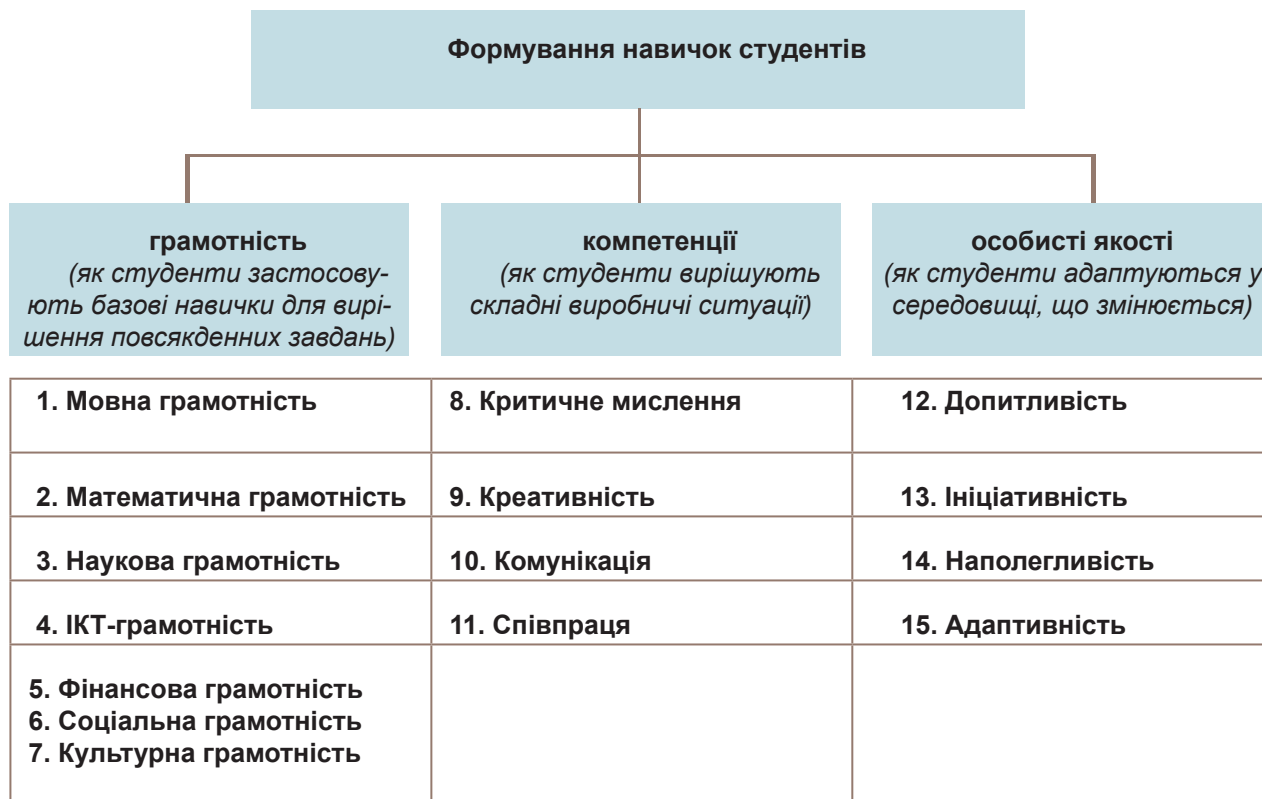 Формування навичок студентів
грамотність
(як студенти застосову-
ють базові навички для вирі-
шення повсякденних завдань)
компетенції
(як студенти вирішують
складні виробничі ситуації)
особисті якості
(як студенти адаптуються у
середовищі, що змінюється)
1. Мовна грамотність
8. Критичне мислення
12. Допитливість
2. Математична грамотність
9. Креативність
13. Ініціативність
3. Наукова грамотність
10. Комунікація
14. Наполегливість
4. ІКТ-грамотність
11. Співпраця
15. Адаптивність
5. Фінансова грамотність
6. Соціальна грамотність
7. Культурна грамотність